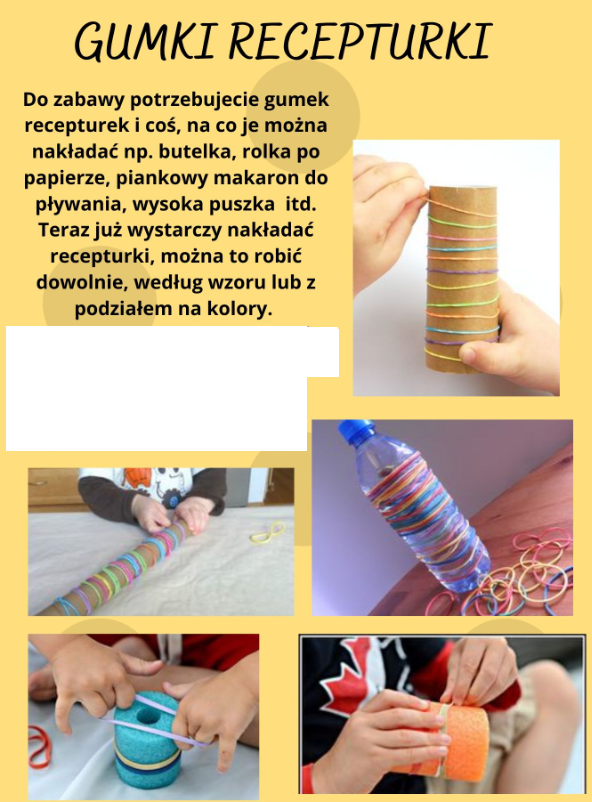 GUMKI RECEPTURKI
Do zabawy potrzebujecie gumek
recepturek i coś, na co je można
nakładać np. butelka, rolka po
papierze, piankowy makaron do
pływania, wysoka puszka itd.
Teraz już wystarczy nakładać
recepturki, można to robić
dowolnie, według wzoru lub z
podziałem na kolory.